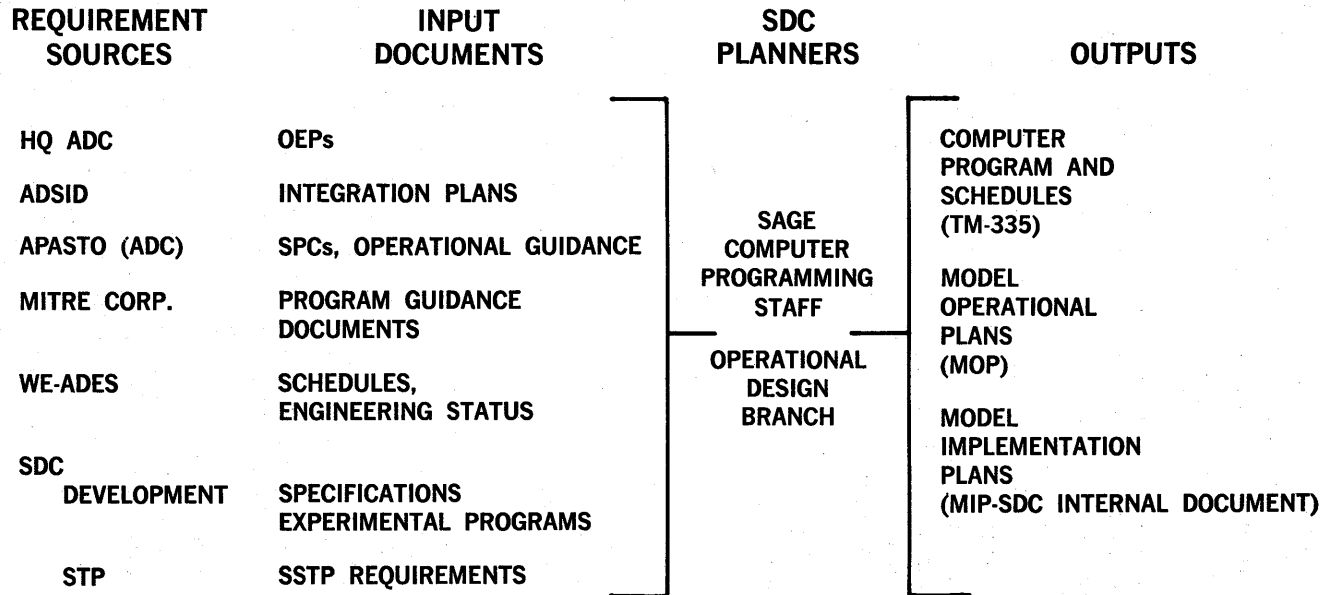 REQUIREMENT
SOURCES
INPUT
DOCUMENTS
SDC
PLANNERS
OUTPUTS
HQ ADC
OEPs
ADSID
INTEGRATION PLANS
APASTO (ADC)
SPCs, OPERATIONAL GUIDANCE
MITRE CORP.
PROGRAM GUIDANCE
DOCUMENTS
WE-ADES
SCHEDULES,
ENGINEERING STATUS
SDC
DEVELOPMENT
SPECIFICATIONS
EXPERIMENTAL PROGRAMS
STP
SSTP REQUIREMENTS
SAGE
COMPUTER
PROGRAMMING
STAFF
OPERATIONAL
DESIGN
BRANCH
COMPUTER
PROGRAM AND
SCHEDULES
(TM-335)
MODEL
OPERATIONAL
PLANS
(MOP)
MODEL
IMPLEMENTATION
PLANS
(MIP-SDC INTERNAL DOCUMENT)